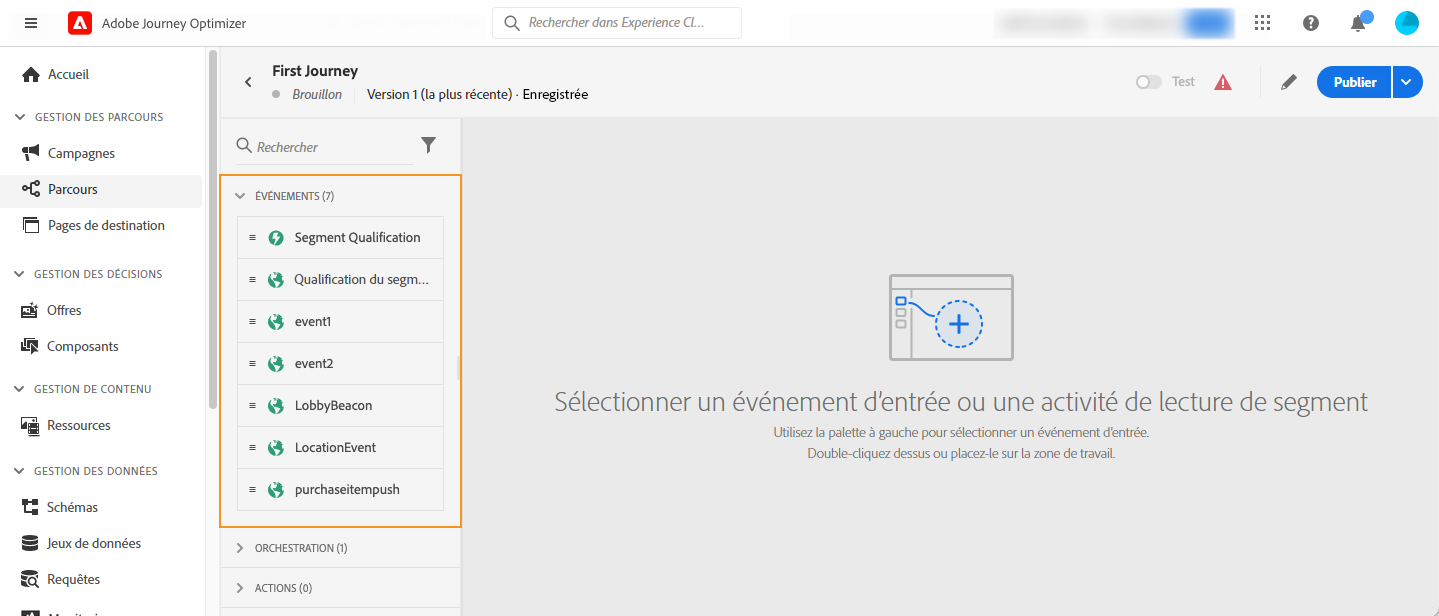 Adobe Journey Optimizer
Rechercher dans Experience Cl...
Accueil
GESTION DES PARCOURS
Campagnes
Parcours
Pages de destination
GESTION DES DÉCISIONS
Offres
Composants
GESTION DE CONTENU
Ressources
GESTION DES DONNÉES
Schémas
Jeux de données
Requêtes
First Journey
Brouillon
Version 1 (la plus récente) · Enregistrée
Test
Publier
Rechercher
ÉVÉNEMENTS (7)
Segment Qualification
Qualification du segm...
event1
event2
LobbyBeacon
LocationEvent
purchaseitempush
ORCHESTRATION (1)
ACTIONS (0)
Sélectionner un événement d'entrée ou une activité de lecture de segment
Utilisez la palette à gauche pour sélectionner un événement d'entrée.
Double-cliquez dessus ou placez-le sur la zone de travail.